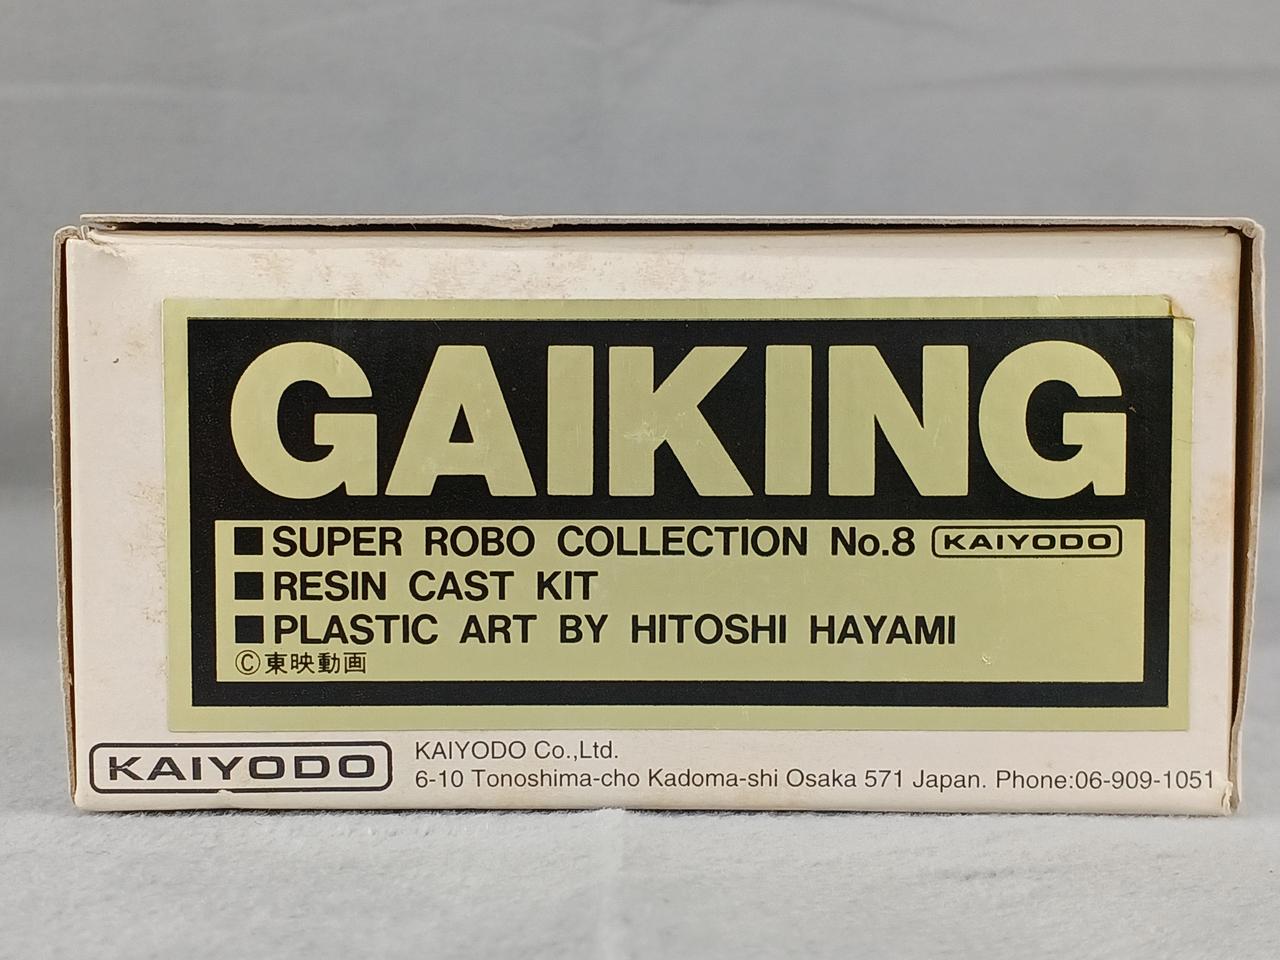 GAIKING
■SUPER ROBO COLLECTION No.8 KAIYODO
■RESIN CAST KIT
■PLASTIC ART BY HITOSHI HAYAMI
Ⓒ東映動画
KAIYODO
KAIYODO Co.,Ltd.
6-10 Tonoshima-cho Kadoma-shi Osaka 571 Japan. Phone:06-909-1051